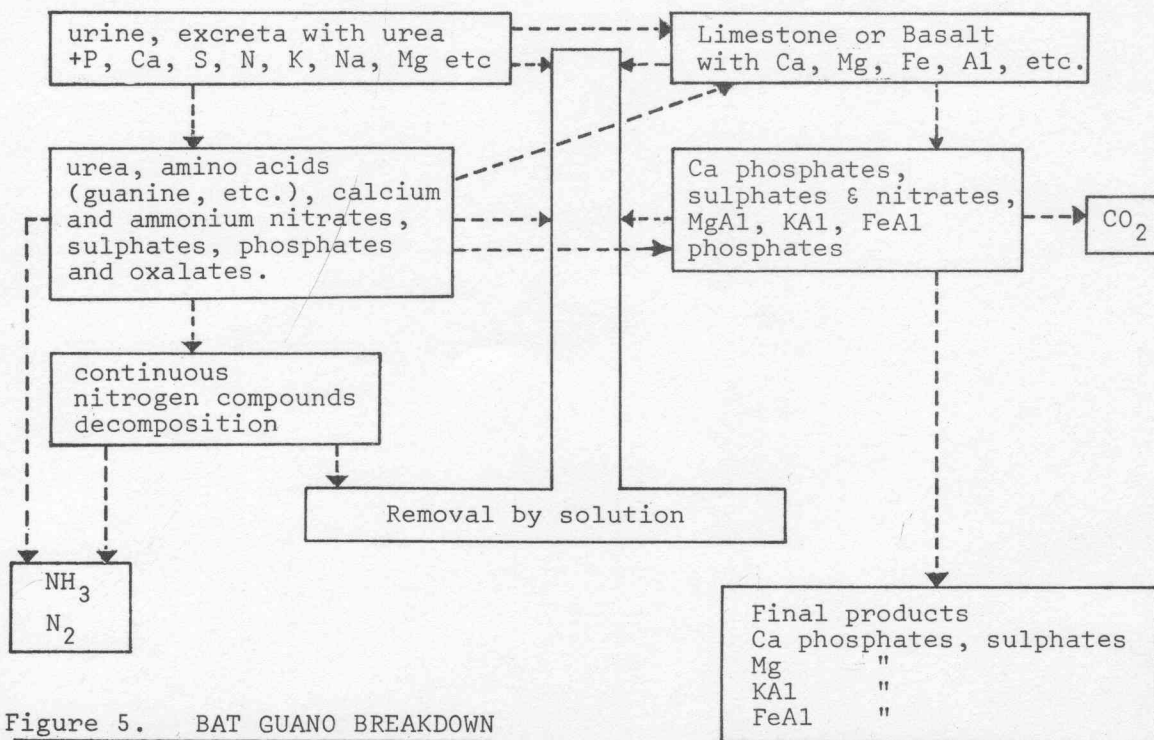 urine, excreta with urea
+P, Ca, S, N, K, Na, Mg etc
Limestone or Basalt
with Ca, Mg, Fe, Al, etc.
urea, amino acids
(guanine, etc.), calcium
and ammonium nitrates,
sulphates, phosphates
and oxalates.
Ca phosphates,
sulphates & nitrates,
MgAl, KAl, FeAl
phosphates
CO2
continuous
nitrogen compounds
decomposition
Removal by solution
NH3
N2
Final products
Ca phosphates, sulphates
Mg "
KAl "
FeAl "
Figure 5. BAT GUANO BREAKDOWN